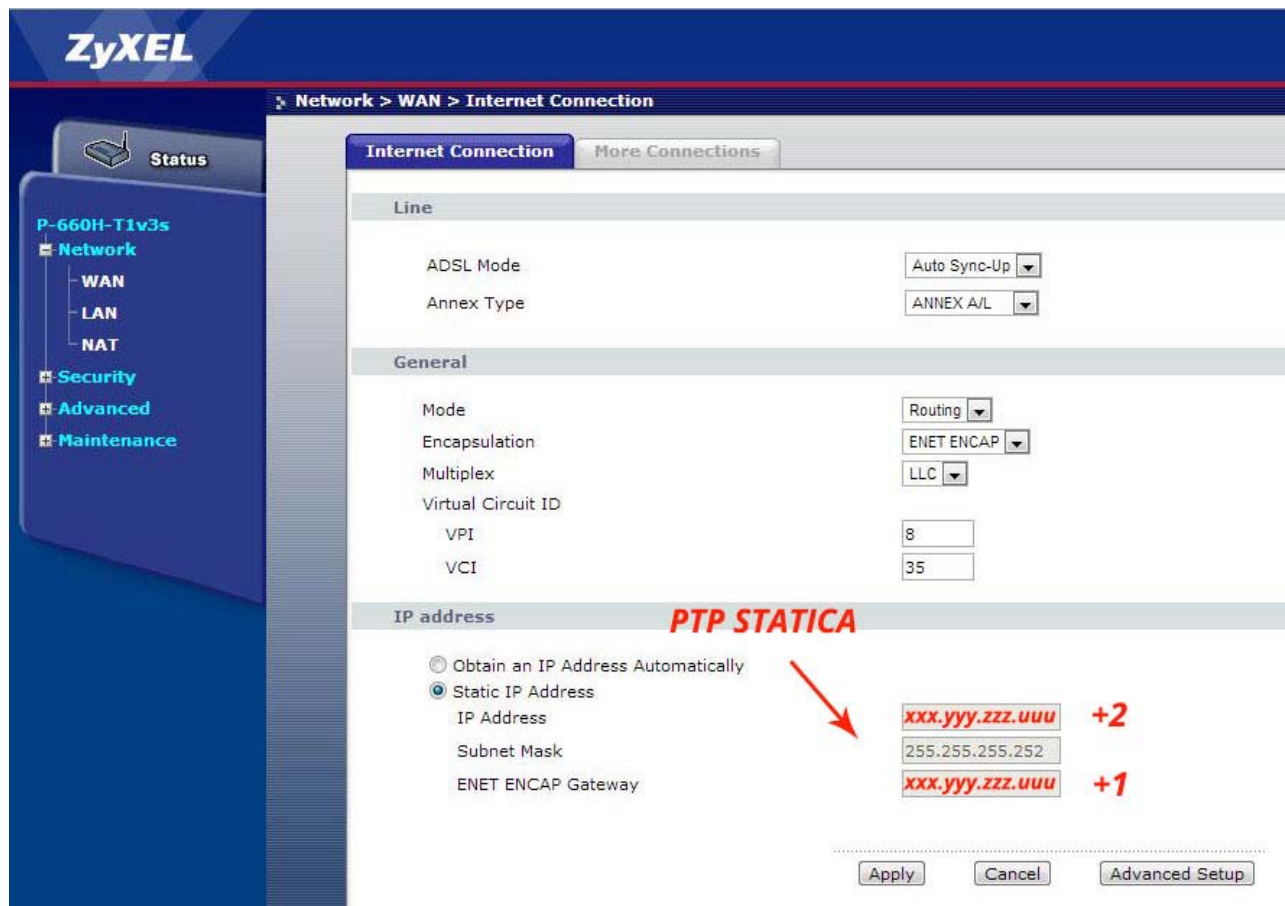 ZyXEL
Network > WAN > Internet Connection
Status
Internet Connection
More Connections
P-660H-T1v3s
Network
WAN
LAN
NAT
Security
Advanced
Maintenance
Line
ADSL Mode
Auto Sync-Up
Annex Type
ANNEX A/L
General
Mode
Routing
Encapsulation
ENET ENCAP
Multiplex
LLC
Virtual Circuit ID
VPI
8
VCI
35
IP address
PTP STATICA
Obtain an IP Address Automatically
Static IP Address
IP Address
xxx.yyy.zzz.uuu +2
Subnet Mask
255.255.255.252
ENET ENCAP Gateway
xxx.yyy.zzz.uuu +1
Apply
Cancel
Advanced Setup